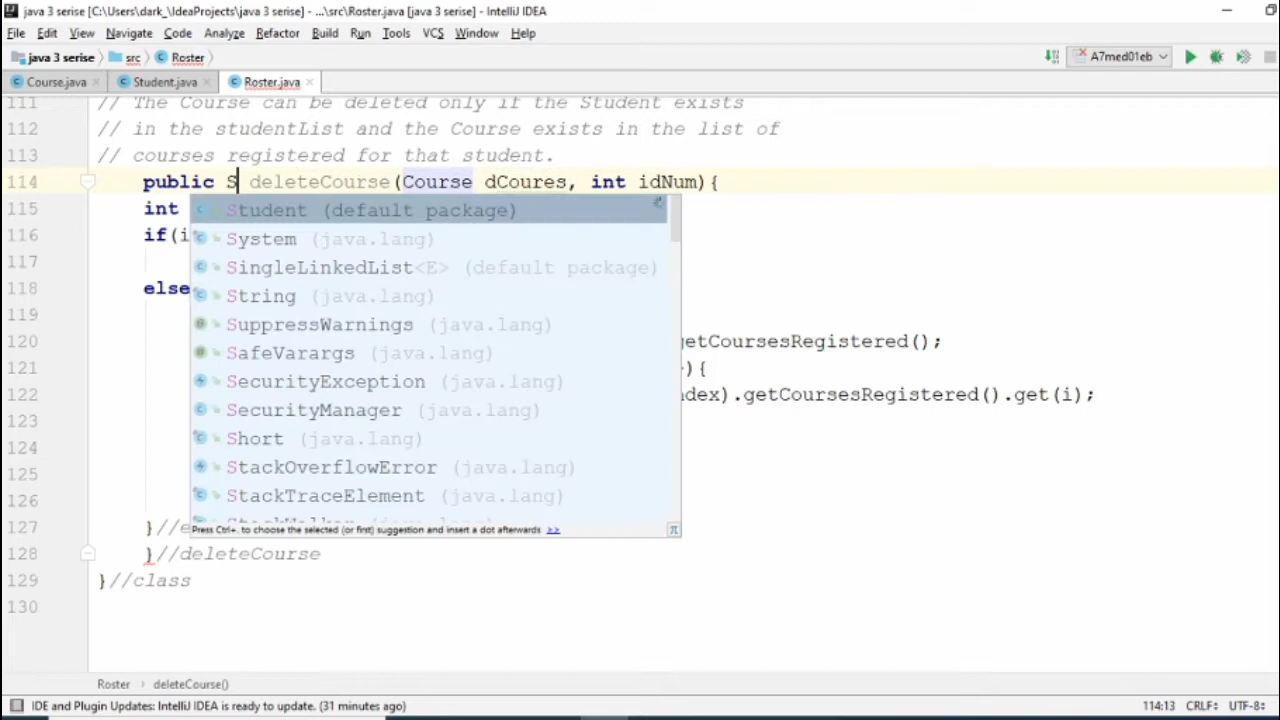 java 3 serise [C:\Users\dark_\IdeaProjects\java 3 serise] - ...\src\Roster.java [java 3 serise] - IntelliJ IDEA
File Edit View Navigate Code Analyze Refactor Build Run Tools VCS Window Help
java 3 serise src Roster A7med01eb
Course.java Student.java Roster.java
111 // The Course can be deleted only if the Student exists
112 // in the studentList and the Course exists in the list of
113 // courses registered for that student.
114 public S deleteCourse(Course dCoures, int idNum){
115 int
Student (default package)
116 if(i
System (java.lang)
117
SingleLinkedList<E> (default package)
118 else
String (java.lang)
119
SuppressWarnings (java.lang)
120 getCoursesRegistered();
SafeVarargs (java.lang)
121 ){
SecurityException (java.lang)
122 ndex).getCoursesRegistered().get(i);
SecurityManager (java.lang)
123
Short (java.lang)
124
StackOverflowError (java.lang)
125
StackTraceElement (java.lang)
126
127 }//e
Press Ctrl+. to choose the selected (or first) suggestion and insert a dot afterwards >>
π
128 }//deleteCourse
129 }//class
130
Roster deleteCourse()
IDE and Plugin Updates: IntelliJ IDEA is ready to update. (31 minutes ago) 114:13 CRLF UTF-8